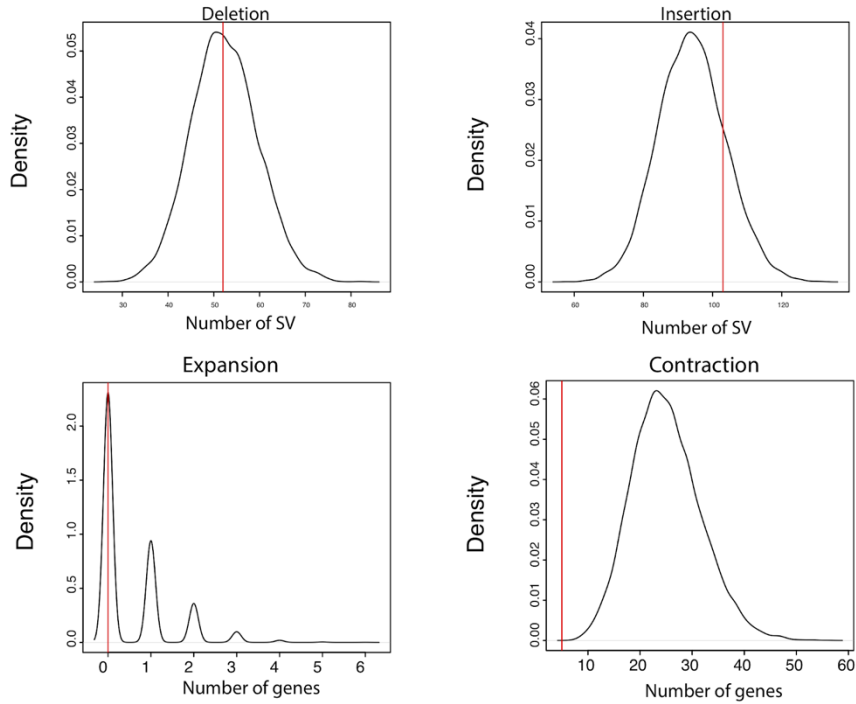 Deletion
Density
0.00 0.01 0.02 0.03 0.04 0.05
30 40 50 60 70 80
Number of SV
Insertion
Density
0.00 0.01 0.02 0.03 0.04
60 80 100 120
Number of SV
Expansion
Density
0.0 0.5 1.0 1.5 2.0
0 1 2 3 4 5 6
Number of genes
Contraction
Density
0.00 0.01 0.02 0.03 0.04 0.05 0.06
10 20 30 40 50 60
Number of genes